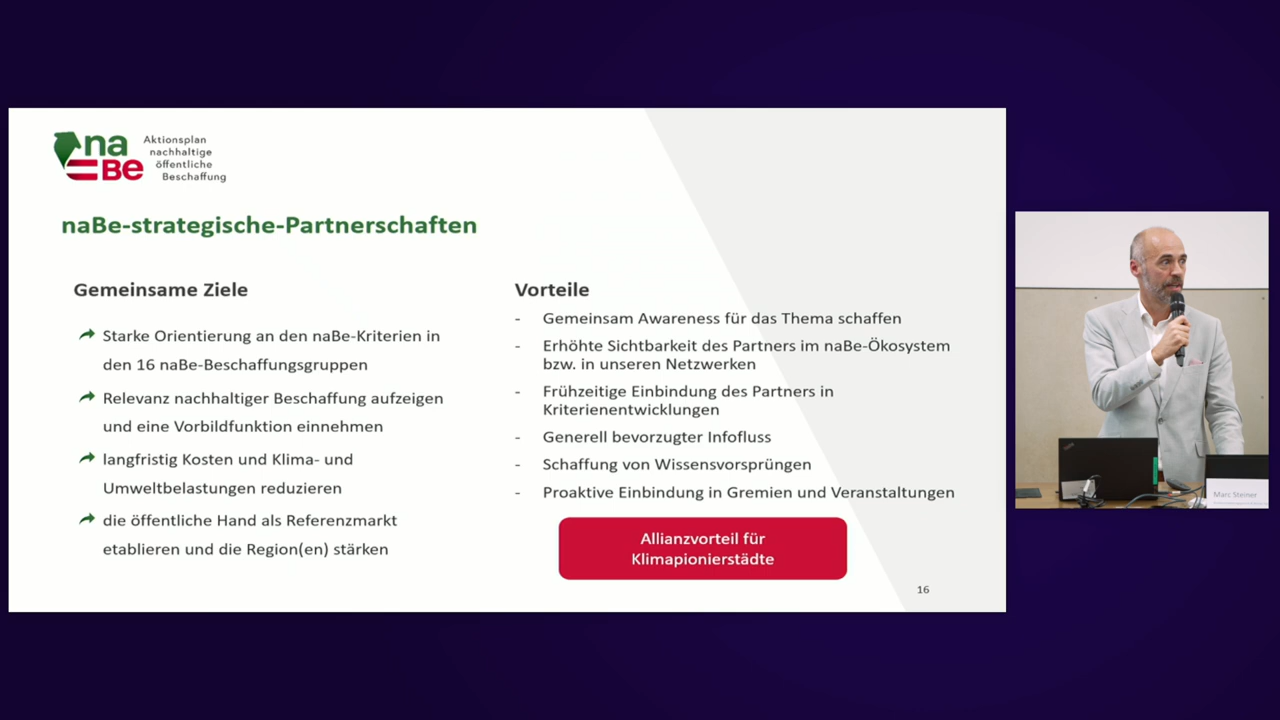 na
Be
Aktionsplan
nachhaltige
öffentliche
Beschaffung
naBe-strategische-Partnerschaften
Gemeinsame Ziele
Starke Orientierung an den naBe-Kriterien in
den 16 naBe-Beschaffungsgruppen
Relevanz nachhaltiger Beschaffung aufzeigen
und eine Vorbildfunktion einnehmen
langfristig Kosten und Klima- und
Umweltbelastungen reduzieren
die öffentliche Hand als Referenzmarkt
etablieren und die Region(en) stärken
Vorteile
- Gemeinsam Awareness für das Thema schaffen
- Erhöhte Sichtbarkeit des Partners im naBe-Ökosystem
bzw. in unseren Netzwerken
- Frühzeitige Einbindung des Partners in
Kriterienentwicklungen
- Generell bevorzugter Infofluss
- Schaffung von Wissensvorsprüngen
- Proaktive Einbindung in Gremien und Veranstaltungen
Allianzvorteil für
Klimapionierstädte
16
Marc Steiner